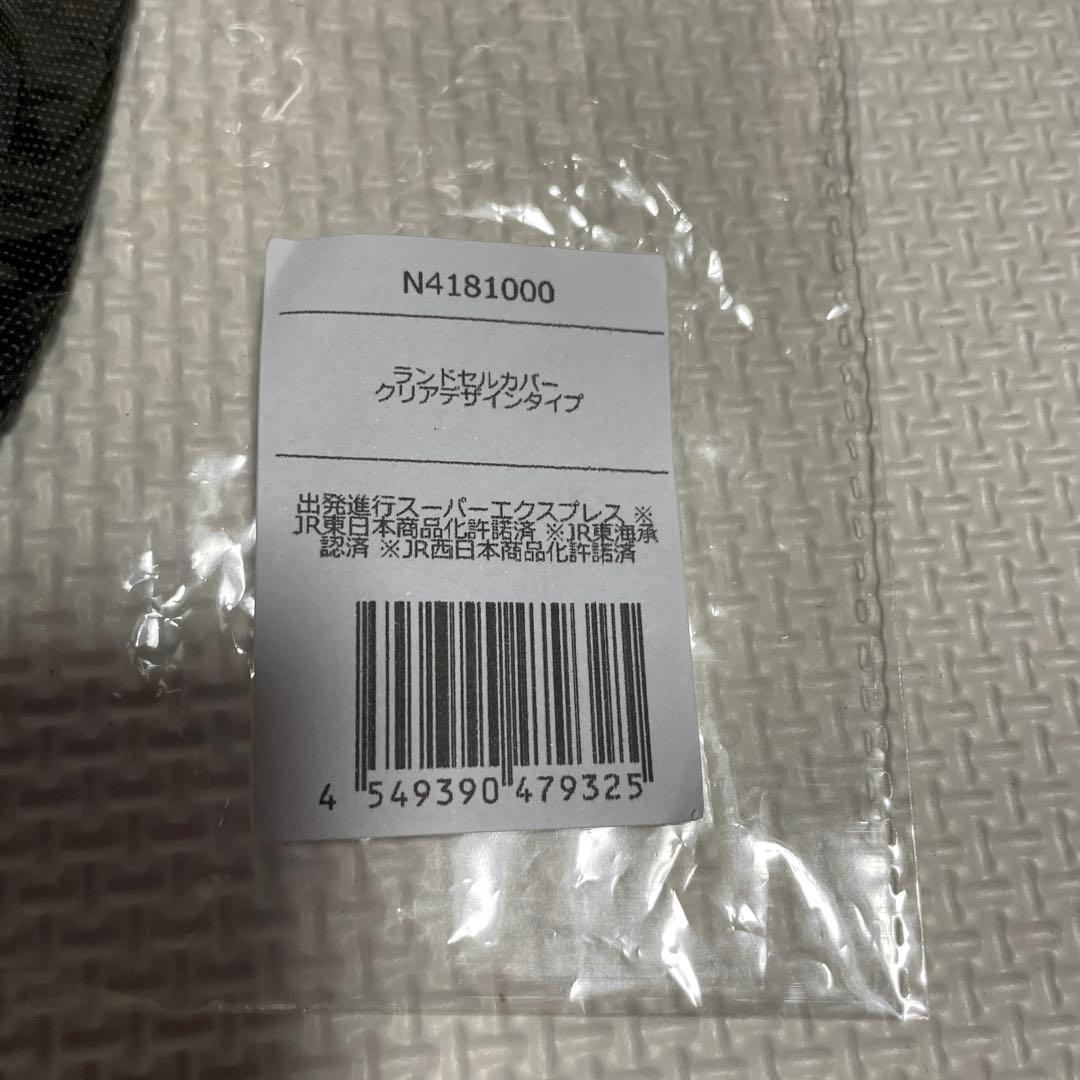 N4181000
ランドセルカバー
クリアデザインタイプ
出発進行スーパーエクスプレス ※
JR東日本商品化許諾済 ※JR東海承
認済 ※JR西日本商品化許諾済
4 549390 479325